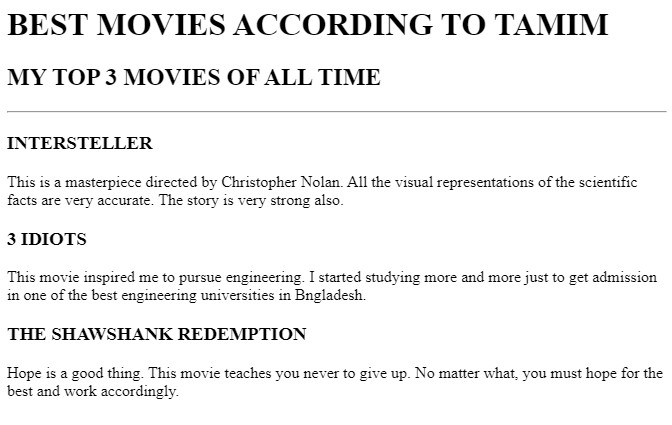 BEST MOVIES ACCORDING TO TAMIM
MY TOP 3 MOVIES OF ALL TIME
INTERSTELLER
This is a masterpiece directed by Christopher Nolan. All the visual representations of the scientific
facts are very accurate. The story is very strong also.
3 IDIOTS
This movie inspired me to pursue engineering. I started studying more and more just to get admission
in one of the best engineering universities in Bngladesh.
THE SHAWSHANK REDEMPTION
Hope is a good thing. This movie teaches you never to give up. No matter what, you must hope for the
best and work accordingly.